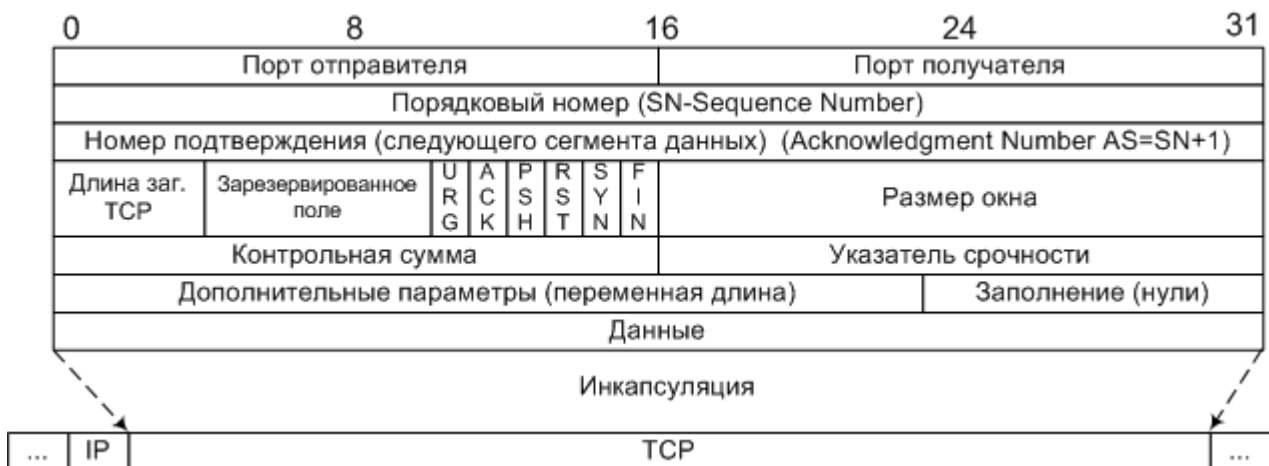 0 8 16 24 31
Порт отправителя Порт получателя
Порядковый номер (SN-Sequence Number)
Номер подтверждения (следующего сегмента данных) (Acknowledgment Number AS=SN+1)
Длина заг. TCP Зарезервированное поле URG ACK PSH RST SYN FIN Размер окна
Контрольная сумма Указатель срочности
Дополнительные параметры (переменная длина) Заполнение (нули)
Данные
Инкапсуляция
... IP TCP ...